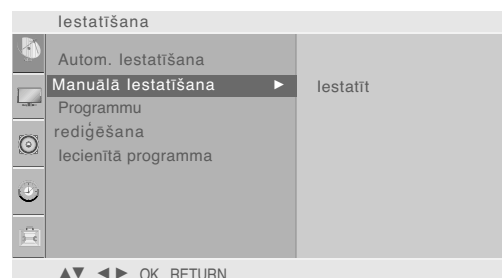 Iestatīšana
Autom. Iestatīšana
Manuālā Iestatīšana ►
Iestatīt
Programmu
rediģēšana
Iecienītā programma
▲▼ ◄► OK RETURN